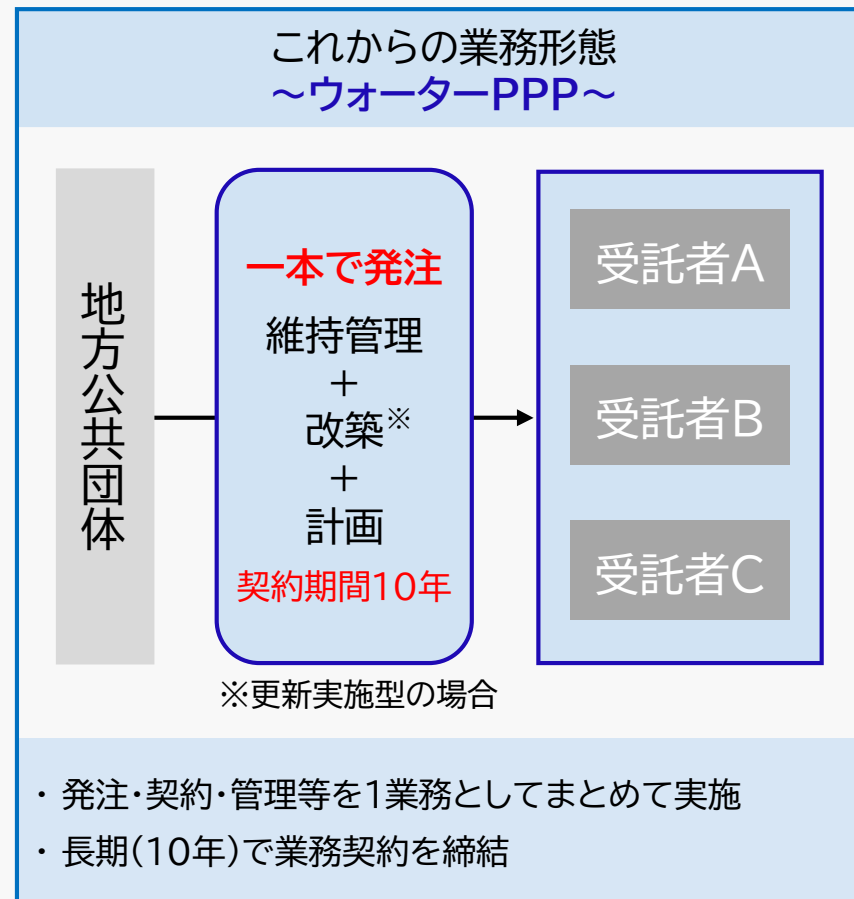 これからの業務形態
～ウォーターPPP～
地方公共団体
一本で発注
維持管理
＋
改築※
＋
計画
契約期間10年
受託者A
受託者B
受託者C
※更新実施型の場合
・ 発注・契約・管理等を1業務としてまとめて実施
・ 長期(10年)で業務契約を締結